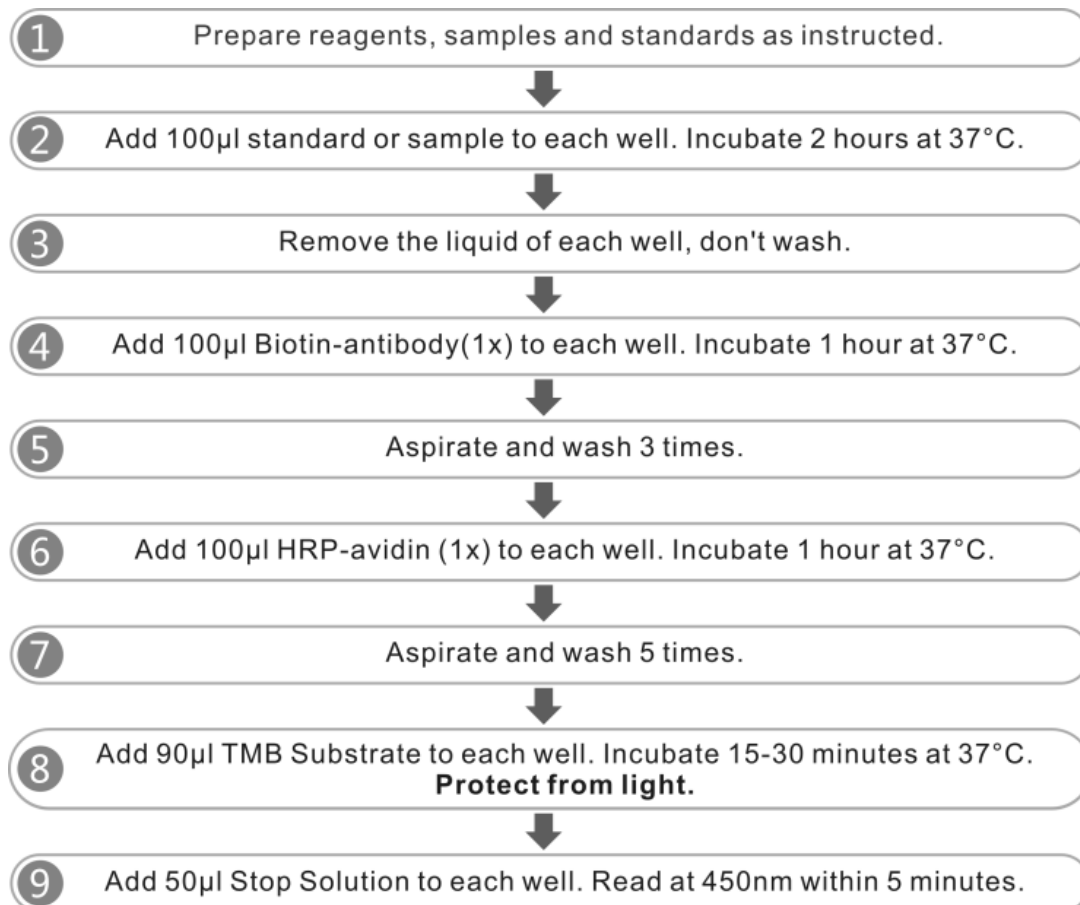 1 Prepare reagents, samples and standards as instructed.
2 Add 100µl standard or sample to each well. Incubate 2 hours at 37°C.
3 Remove the liquid of each well, don't wash.
4 Add 100µl Biotin-antibody(1x) to each well. Incubate 1 hour at 37°C.
5 Aspirate and wash 3 times.
6 Add 100µl HRP-avidin (1x) to each well. Incubate 1 hour at 37°C.
7 Aspirate and wash 5 times.
8 Add 90µl TMB Substrate to each well. Incubate 15-30 minutes at 37°C.
Protect from light.
9 Add 50µl Stop Solution to each well. Read at 450nm within 5 minutes.